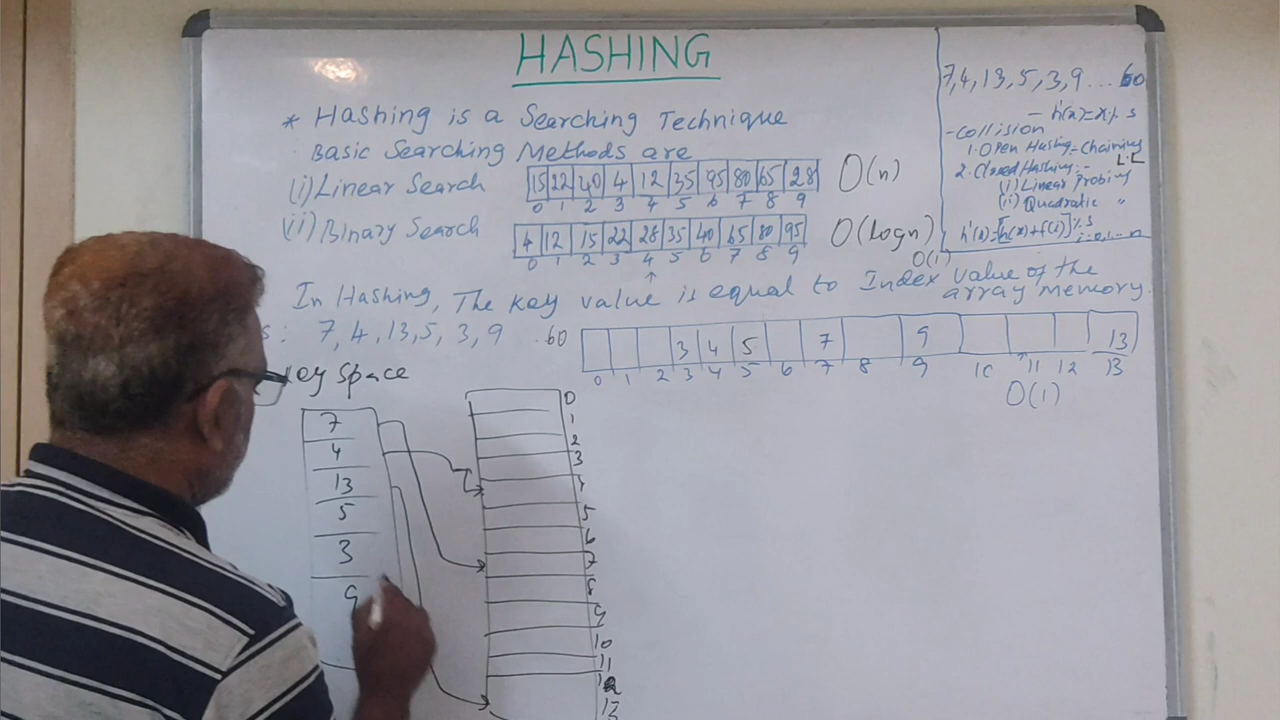 HASHING
* Hashing is a Searching Technique
Basic Searching Methods are
(i) Linear Search
15 22 40 4 12 35 95 80 65 28
0 1 2 3 4 5 6 7 8 9
O(n)
(ii) Binary Search
4 12 15 22 28 35 40 65 80 95
0 1 2 3 4 5 6 7 8 9
O(logn)
7, 4, 13, 5, 3, 9 ... 60
- h(x)=x% s
- Collision
1. Open Hashing - Chaining
L.L
2. Closed Hashing:-
(i) Linear Probing
(ii) Quadratic "
h'(x)=[h(x)+f(i)]% s
i=0,1...n
O(1)
In Hashing, The Key value is equal to Index value of the
array memory.
s: 7, 4, 13, 5, 3, 9 .. 60
3 4 5 7 9 13
0 1 2 3 4 5 6 7 8 9 10 11 12 13
O(1)
ey space
7
4
13
5
3
9
0
1
2
3
4
5
6
7
8
9
10
11
12
13